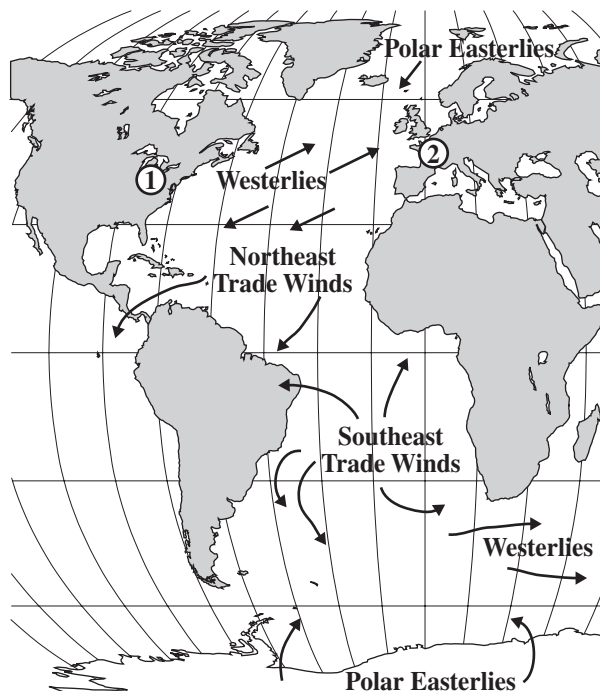 Polar Easterlies
2
1
Westerlies
Northeast
Trade Winds
Southeast
Trade Winds
Westerlies
Polar Easterlies